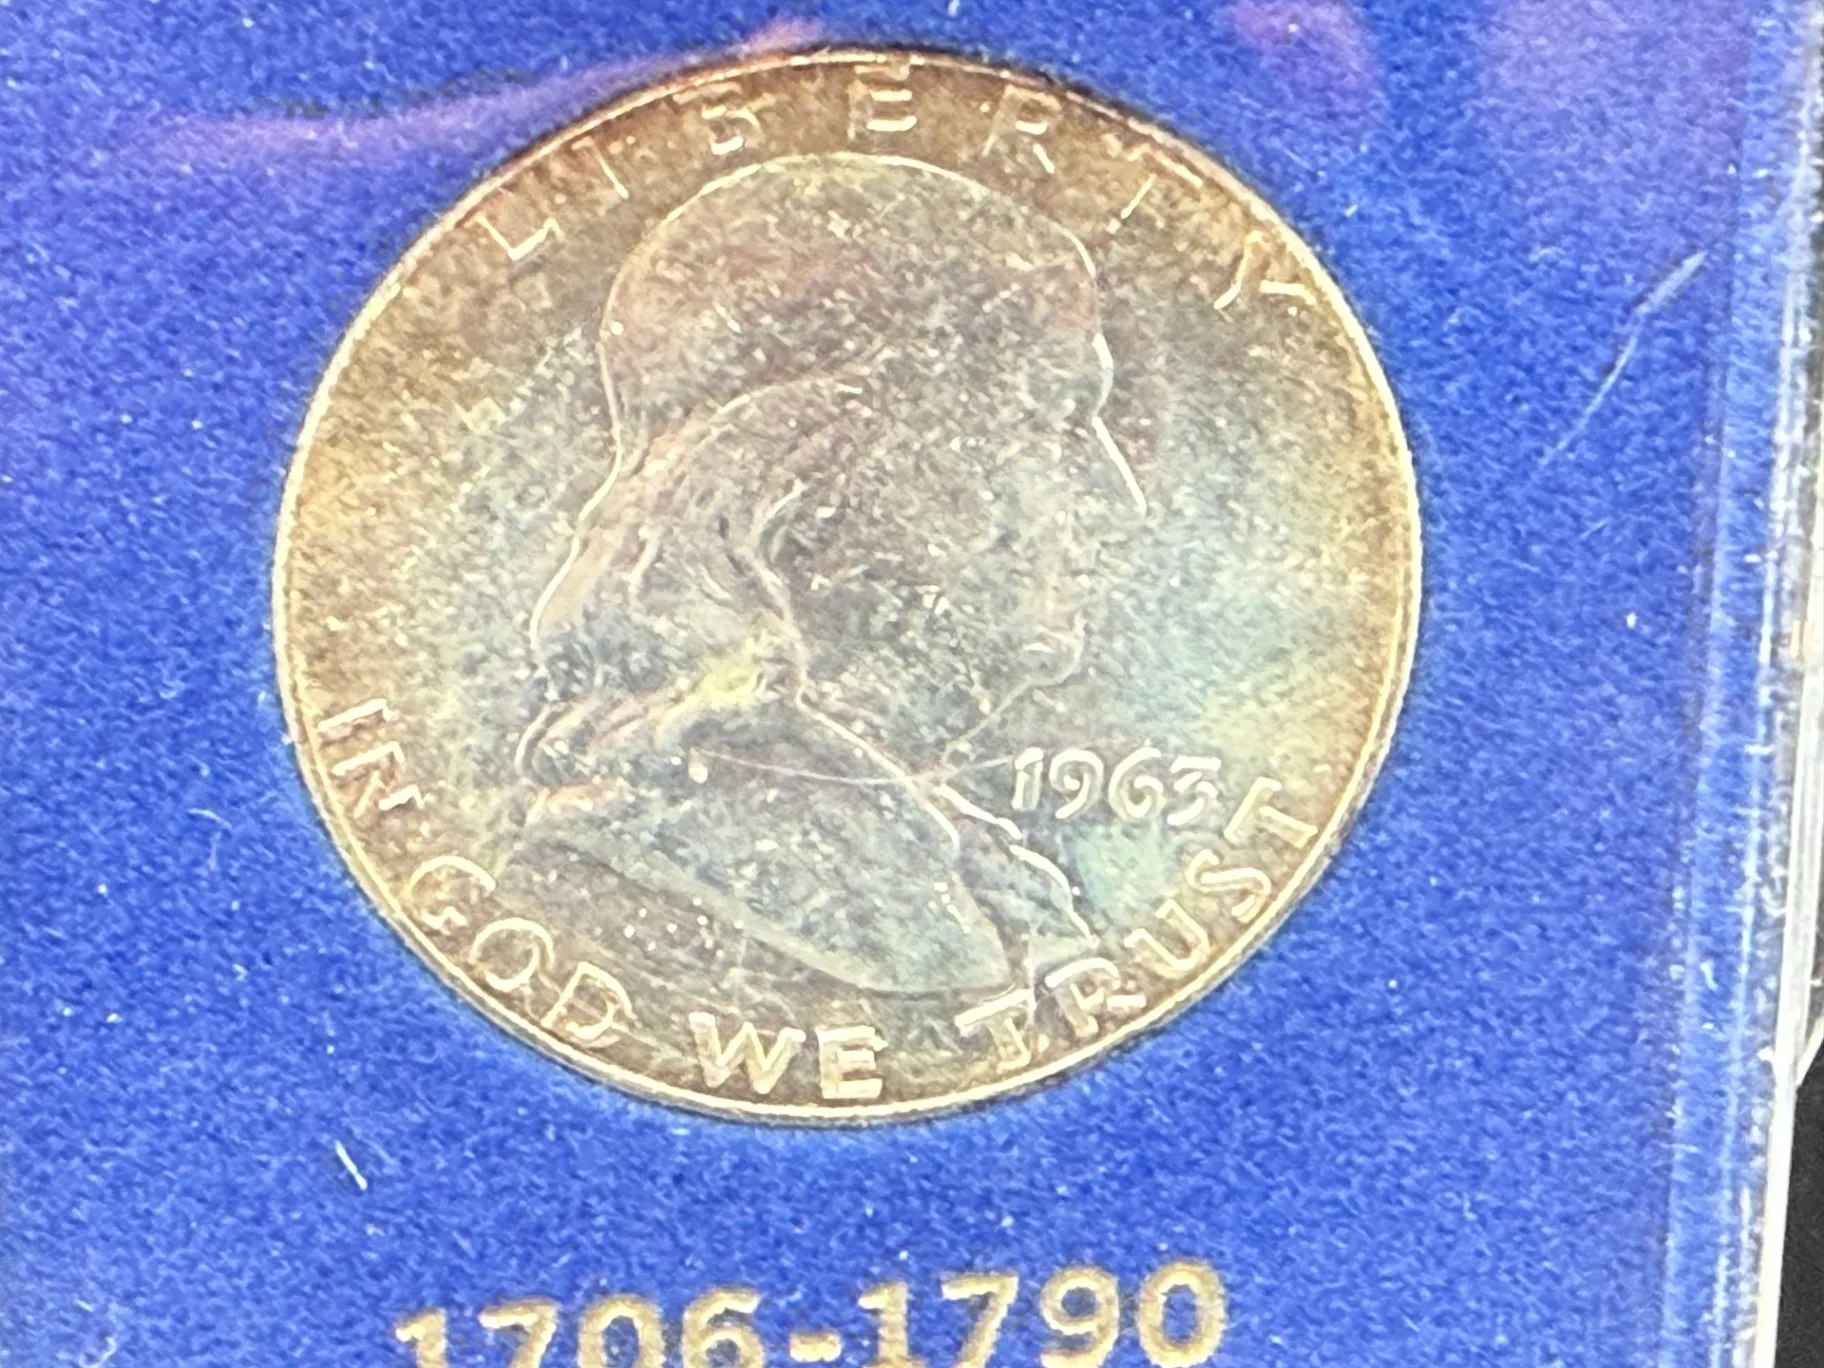 LIBERTY
1963
IN GOD WE TRUST
1706-1790